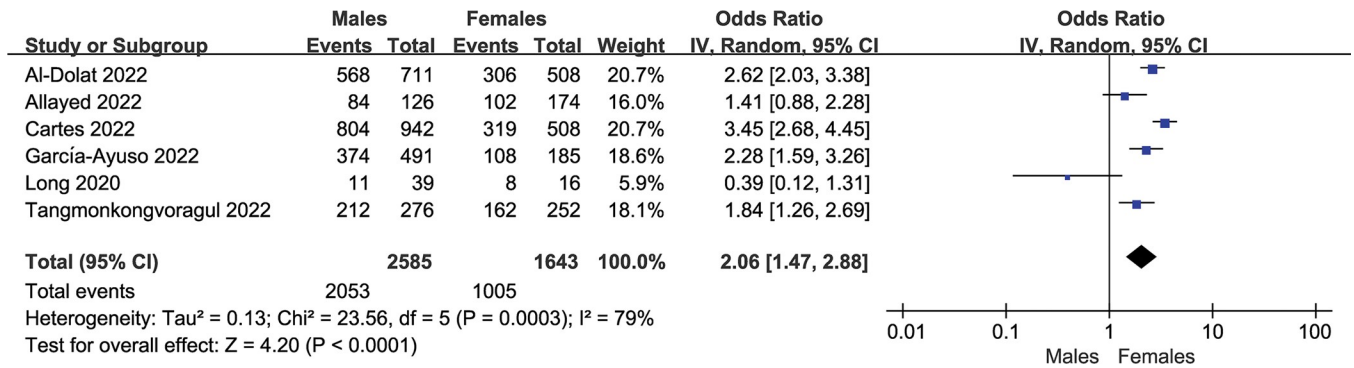 Males Females Odds Ratio Odds Ratio
Study or Subgroup Events Total Events Total Weight IV, Random, 95% CI IV, Random, 95% CI
Al-Dolat 2022 568 711 306 508 20.7% 2.62 [2.03, 3.38]
Allayed 2022 84 126 102 174 16.0% 1.41 [0.88, 2.28]
Cartes 2022 804 942 319 508 20.7% 3.45 [2.68, 4.45]
García-Ayuso 2022 374 491 108 185 18.6% 2.28 [1.59, 3.26]
Long 2020 11 39 8 16 5.9% 0.39 [0.12, 1.31]
Tangmonkongvoragul 2022 212 276 162 252 18.1% 1.84 [1.26, 2.69]
Total (95% CI) 2585 1643 100.0% 2.06 [1.47, 2.88]
Total events 2053 1005
Heterogeneity: Tau² = 0.13; Chi² = 23.56, df = 5 (P = 0.0003); I² = 79%
Test for overall effect: Z = 4.20 (P < 0.0001)
0.01 0.1 1 10 100
Males Females